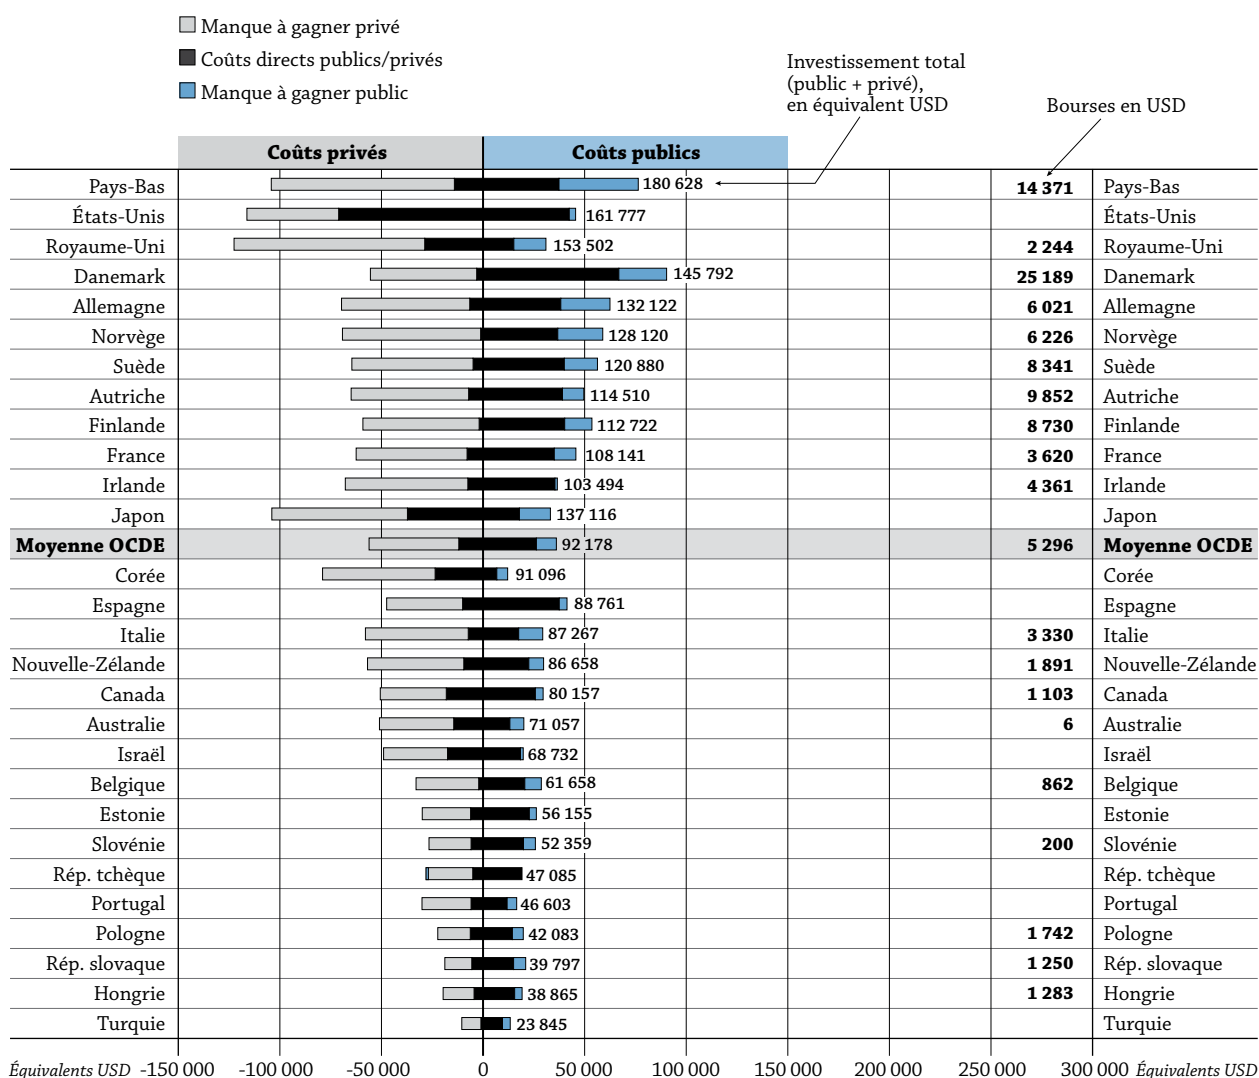 Manque à gagner privé
Coûts directs publics/privés
Manque à gagner public
Investissement total
(public + privé),
en équivalent USD
Bourses en USD
Coûts privés Coûts publics
Pays-Bas 180 628 14 371 Pays-Bas
États-Unis 161 777 États-Unis
Royaume-Uni 153 502 2 244 Royaume-Uni
Danemark 145 792 25 189 Danemark
Allemagne 132 122 6 021 Allemagne
Norvège 128 120 6 226 Norvège
Suède 120 880 8 341 Suède
Autriche 114 510 9 852 Autriche
Finlande 112 722 8 730 Finlande
France 108 141 3 620 France
Irlande 103 494 4 361 Irlande
Japon 137 116 Japon
Moyenne OCDE 92 178 5 296 Moyenne OCDE
Corée 91 096 Corée
Espagne 88 761 Espagne
Italie 87 267 3 330 Italie
Nouvelle-Zélande 86 658 1 891 Nouvelle-Zélande
Canada 80 157 1 103 Canada
Australie 71 057 6 Australie
Israël 68 732 Israël
Belgique 61 658 862 Belgique
Estonie 56 155 Estonie
Slovénie 52 359 200 Slovénie
Rép. tchèque 47 085 Rép. tchèque
Portugal 46 603 Portugal
Pologne 42 083 1 742 Pologne
Rép. slovaque 39 797 1 250 Rép. slovaque
Hongrie 38 865 1 283 Hongrie
Turquie 23 845 Turquie
Équivalents USD -150 000 -100 000 -50 000 0 50 000 100 000 150 000 200 000 250 000 300 000 Équivalents USD